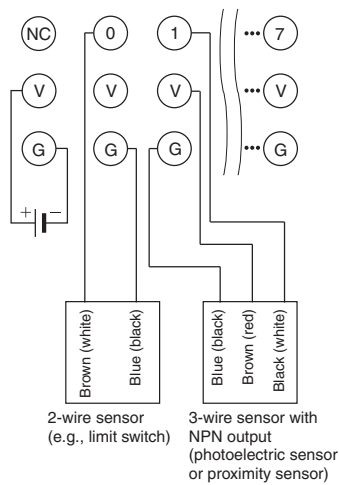 NC 0 1 ••• 7
V V V ••• V
G G G ••• G
+ −
Brown (white)
Blue (black)
Blue (black)
Brown (red)
Black (white)
2-wire sensor
(e.g., limit switch)
3-wire sensor with
NPN output
(photoelectric sensor
or proximity sensor)